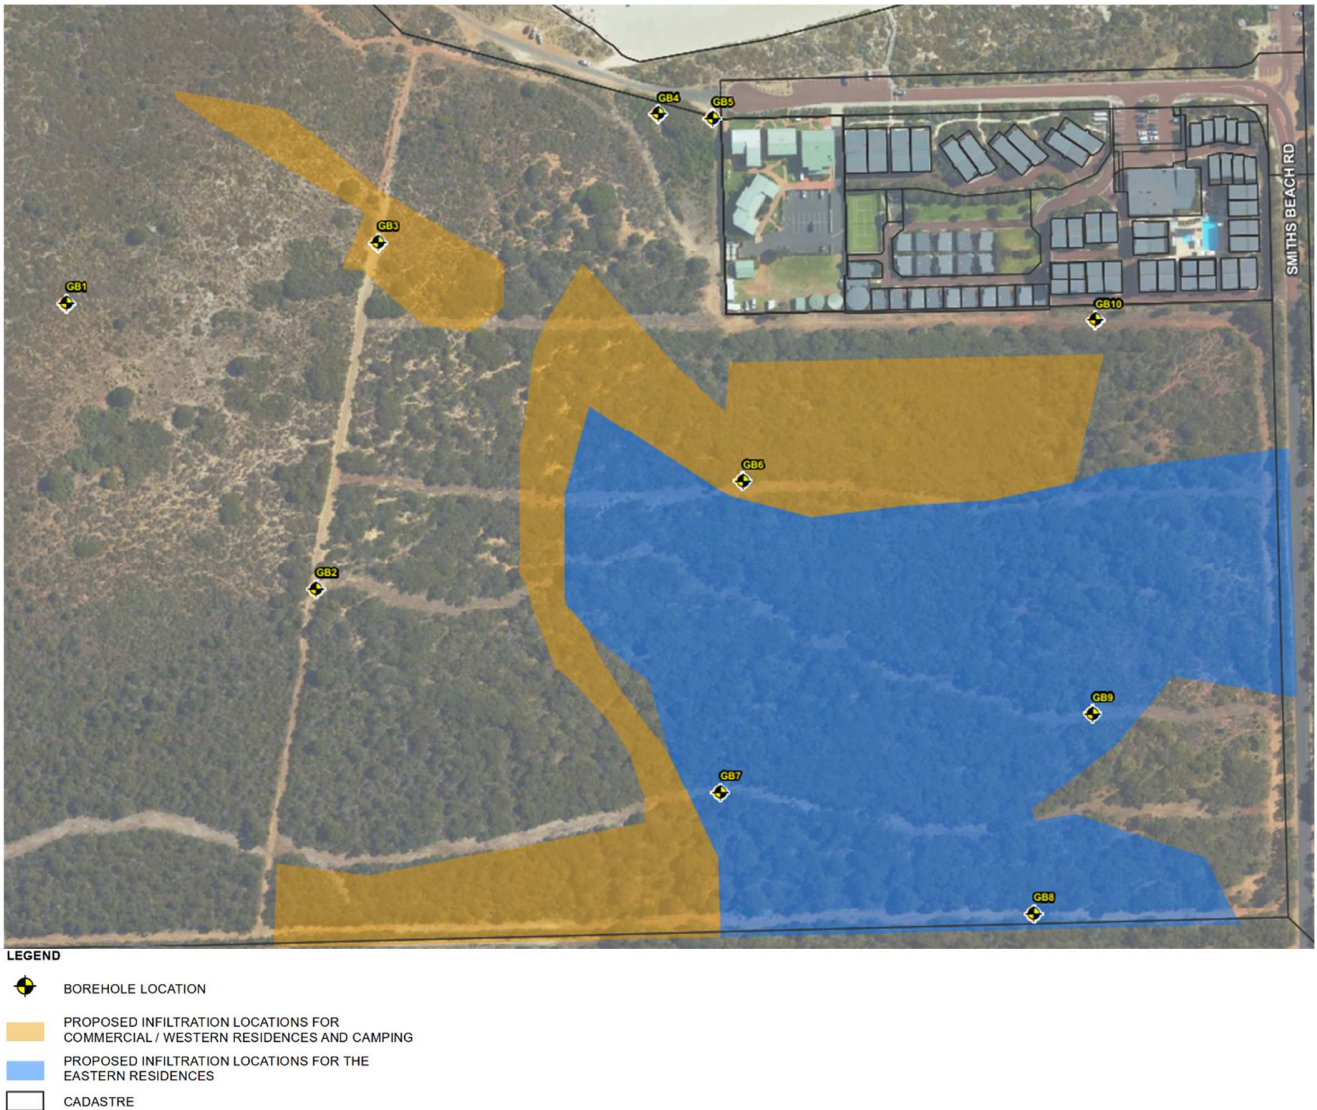 GB4
GB5
SMITHS BEACH RD
GB3
GB1
GB10
GB6
GB2
GB9
GB7
GB8
LEGEND
BOREHOLE LOCATION
PROPOSED INFILTRATION LOCATIONS FOR
COMMERCIAL / WESTERN RESIDENCES AND CAMPING
PROPOSED INFILTRATION LOCATIONS FOR THE
EASTERN RESIDENCES
CADASTRE